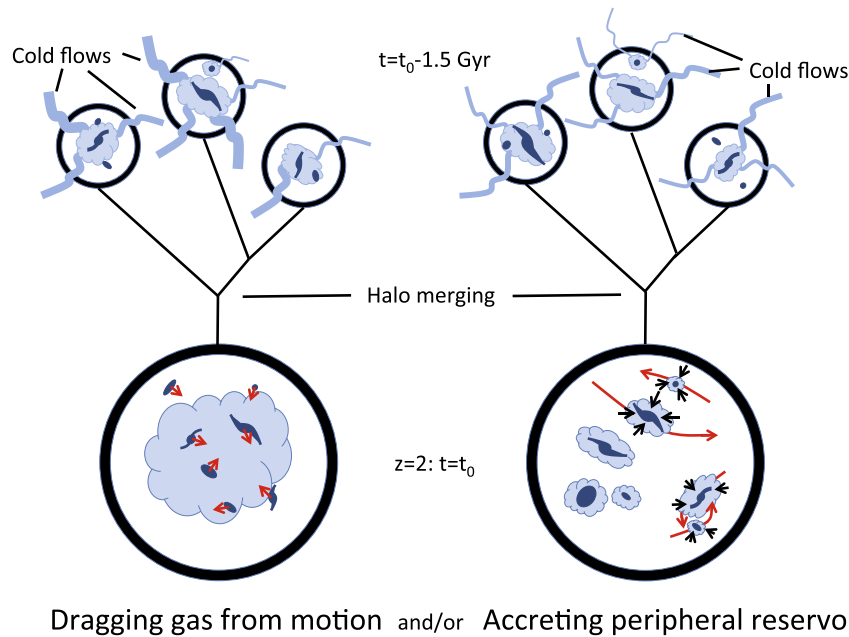 Cold flows
t=t₀-1.5 Gyr
Cold flows
Halo merging
z=2: t=t₀
Dragging gas from motion and/or Accreting peripheral reservo